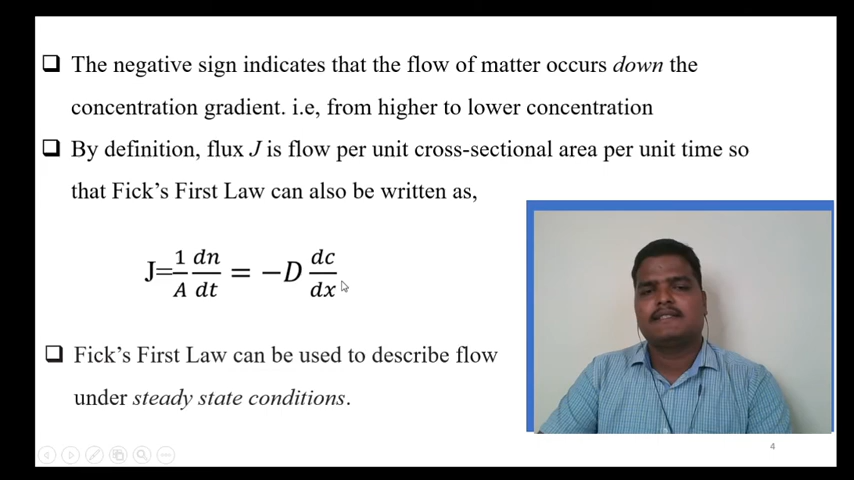 ❑ The negative sign indicates that the flow of matter occurs down the
concentration gradient. i.e, from higher to lower concentration
❑ By definition, flux J is flow per unit cross-sectional area per unit time so
that Fick’s First Law can also be written as,
J=\frac{1}{A}\frac{dn}{dt} = −D \frac{dc}{dx}
❑ Fick’s First Law can be used to describe flow
under steady state conditions.
4